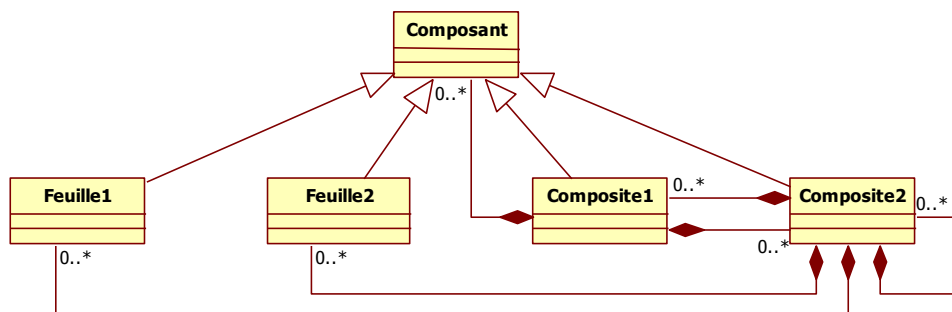 Composant
0..*
Feuille1
Feuille2
Composite1
0..*
Composite2
0..*
0..*
0..*
0..*